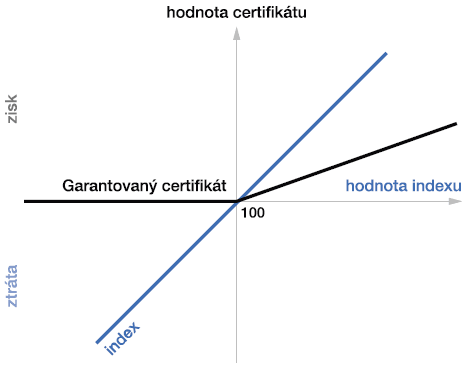 hodnota certifikátu
zisk
Garantovaný certifikát
hodnota indexu
100
ztráta
index